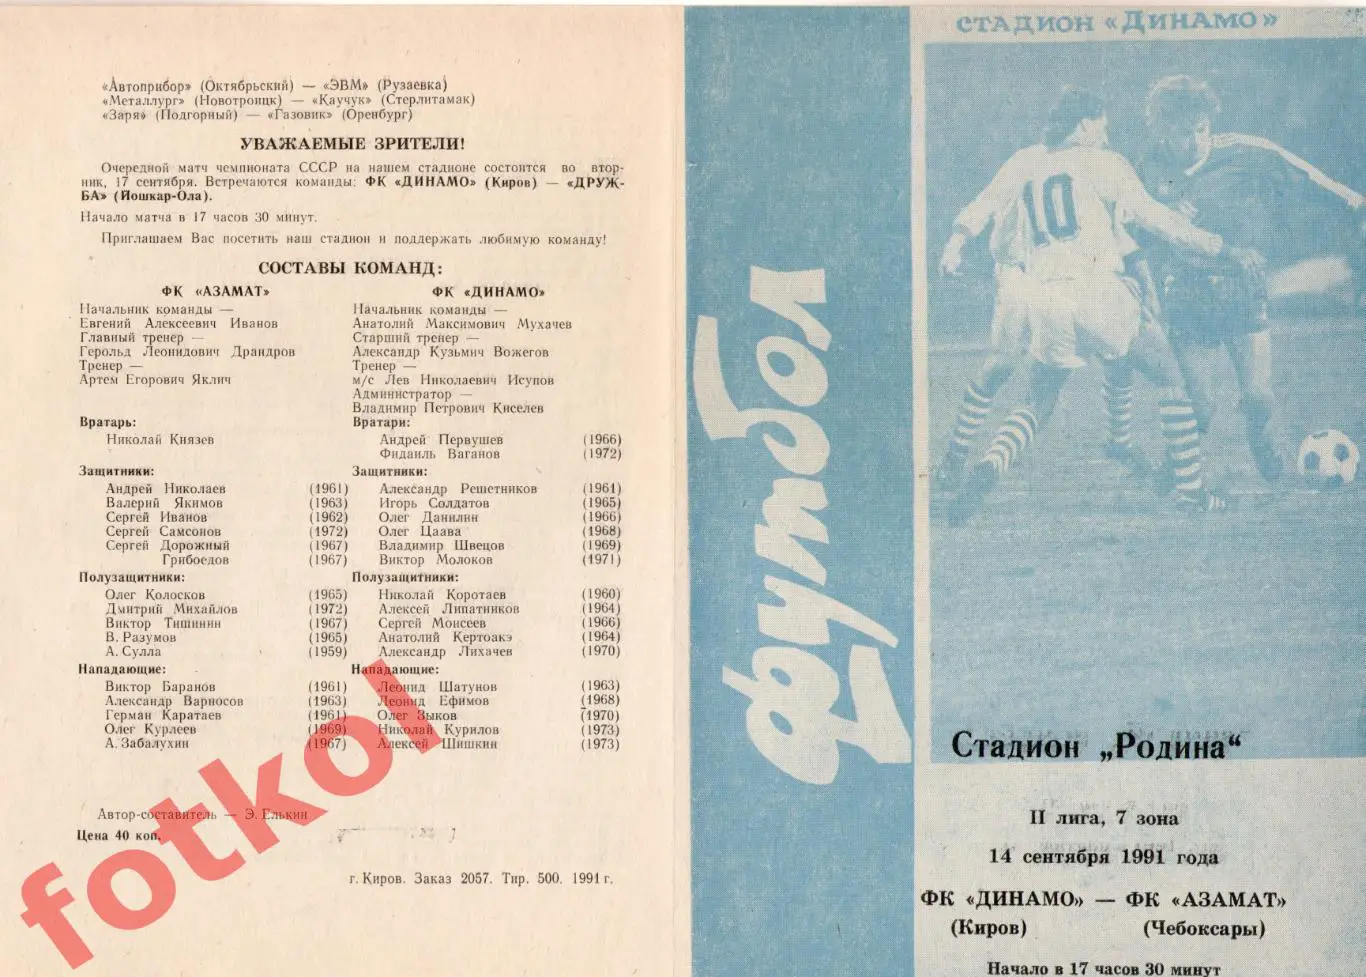 «Автоприбор» (Октябрьский) — «ЭВМ» (Рузаевка)
«Металлург» (Новотроицк) — «Каучук» (Стерлитамак)
«Заря» (Подгорный) — «Газовик» (Оренбург)
УВАЖАЕМЫЕ ЗРИТЕЛИ!
Очередной матч чемпионата СССР на нашем стадионе состоится во втор-
ник, 17 сентября. Встречаются команды: ФК «ДИНАМО» (Киров) — «ДРУЖ-
БА» (Йошкар-Ола).
Начало матча в 17 часов 30 минут.
Приглашаем Вас посетить наш стадион и поддержать любимую команду!
СОСТАВЫ КОМАНД:
ФК «АЗАМАТ»
Начальник команды —
Евгений Алексеевич Иванов
Главный тренер —
Герольд Леонидович Драндров
Тренер —
Артем Егорович Яклич
Вратарь:
Николай Князев
Защитники:
Андрей Николаев (1961)
Валерий Якимов (1963)
Сергей Иванов (1962)
Сергей Самсонов (1972)
Сергей Дорожный (1967)
Грибоедов (1967)
Полузащитники:
Олег Колосков (1965)
Дмитрий Михайлов (1972)
Виктор Тишинин (1967)
В. Разумов (1965)
А. Сулла (1959)
Нападающие:
Виктор Баранов (1961)
Александр Варносов (1963)
Герман Каратаев (1961)
Олег Курлеев (1969)
А. Забалухин (1967)
ФК «ДИНАМО»
Начальник команды —
Анатолий Максимович Мухачев
Старший тренер —
Александр Кузьмич Вожегов
Тренер —
м/с Лев Николаевич Исупов
Администратор —
Владимир Петрович Киселев
Вратари:
Андрей Первушев (1966)
Фидаиль Ваганов (1972)
Защитники:
Александр Решетников (1961)
Игорь Солдатов (1965)
Олег Данилин (1966)
Олег Цаава (1968)
Владимир Швецов (1969)
Виктор Молоков (1971)
Полузащитники:
Николай Коротаев (1960)
Алексей Липатников (1964)
Сергей Моисеев (1966)
Анатолий Кертоакэ (1964)
Александр Лихачев (1970)
Нападающие:
Леонид Шатунов (1963)
Леонид Ефимов (1968)
Олег Зыков (1970)
Николай Курилов (1973)
Алексей Шишкин (1973)
Автор-составитель — Э. Елькин
Цена 40 коп.
г. Киров. Заказ 2057. Тир. 500. 1991 г.
fotkol
футбол
СТАДИОН «ДИНАМО»
10
Стадион „Родина“
II лига, 7 зона
14 сентября 1991 года
ФК «ДИНАМО» — ФК «АЗАМАТ»
(Киров) (Чебоксары)
Начало в 17 часов 30 минут